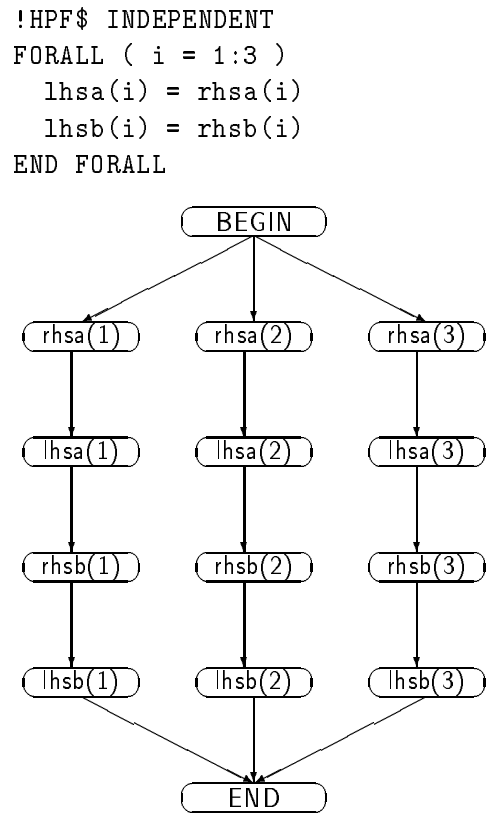 !HPF$ INDEPENDENT
FORALL ( i = 1:3 )
  lhsa(i) = rhsa(i)
  lhsb(i) = rhsb(i)
END FORALL
BEGIN
rhsa(1) rhsa(2) rhsa(3)
lhsa(1) lhsa(2) lhsa(3)
rhsb(1) rhsb(2) rhsb(3)
lhsb(1) lhsb(2) lhsb(3)
END